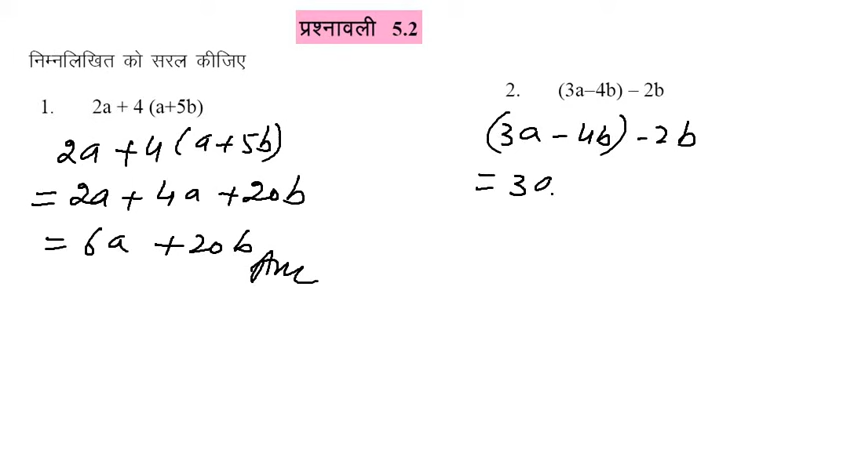 प्रश्नावली 5.2
निम्नलिखित को सरल कीजिए
1. 2a + 4 (a+5b)
2a + 4 (a + 5b)
= 2a + 4a + 20b
= 6a + 20b Ans
2. (3a–4b) – 2b
(3a - 4b) - 2b
= 3a